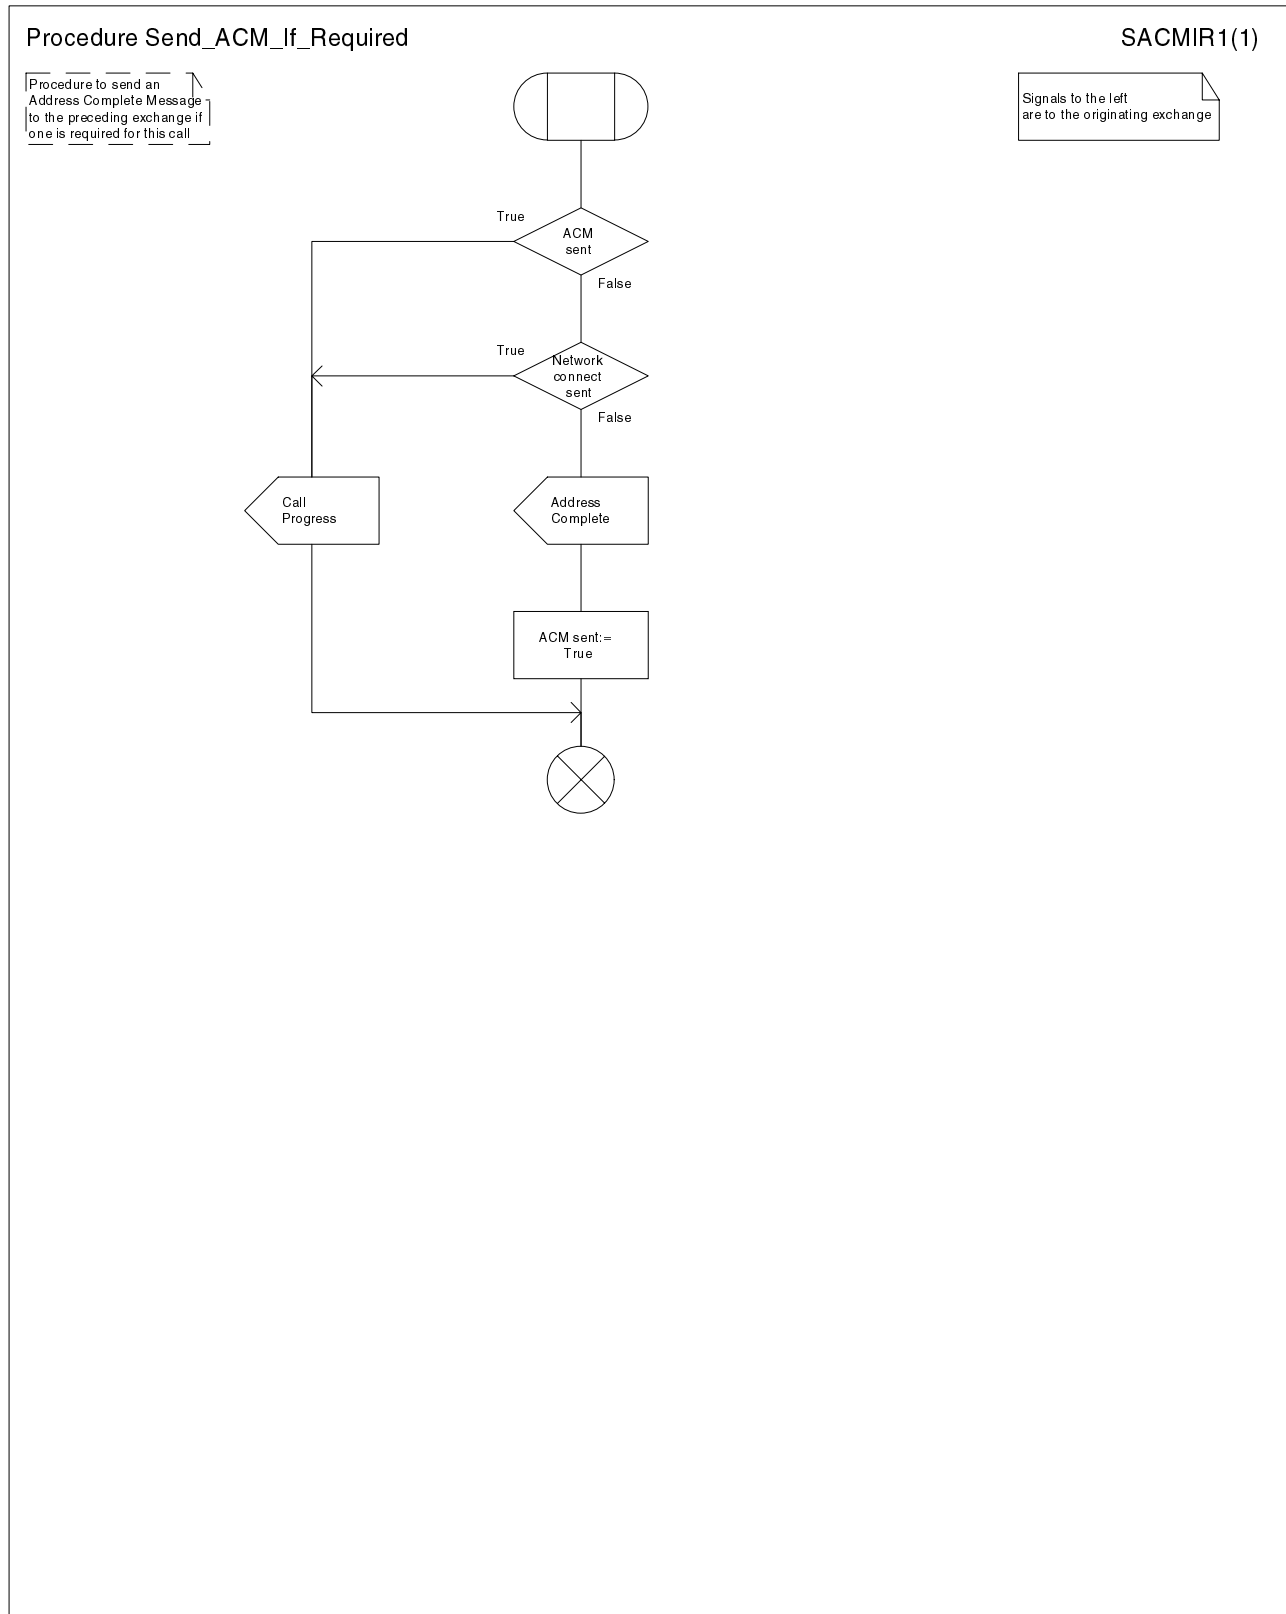 Procedure Send_ACM_If_Required
SACMIR1(1)
Procedure to send an
Address Complete Message
to the preceding exchange if
one is required for this call
Signals to the left
are to the originating exchange
True
ACM
sent
False
True
Network
connect
sent
False
Call
Progress
Address
Complete
ACM sent:=
True